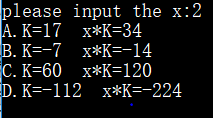 please input the x:2
A.K=17  x*K=34
B.K=-7  x*K=-14
C.K=60  x*K=120
D.K=-112  x*K=-224